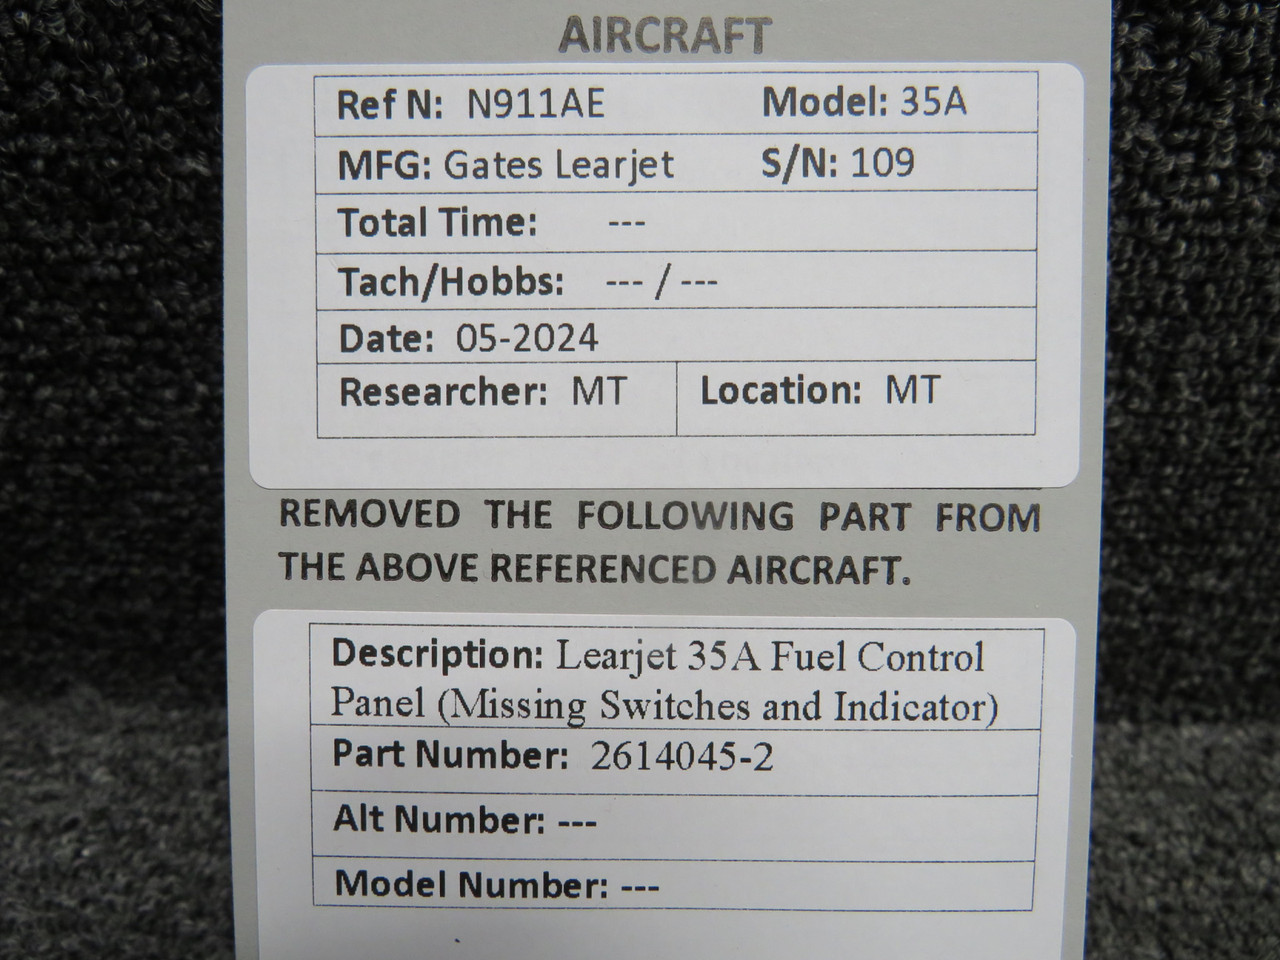 AIRCRAFT
Ref N: N911AE Model: 35A
MFG: Gates Learjet S/N: 109
Total Time: ---
Tach/Hobbs: --- / ---
Date: 05-2024
Researcher: MT Location: MT
REMOVED THE FOLLOWING PART FROM
THE ABOVE REFERENCED AIRCRAFT.
Description: Learjet 35A Fuel Control
Panel (Missing Switches and Indicator)
Part Number: 2614045-2
Alt Number: ---
Model Number: ---